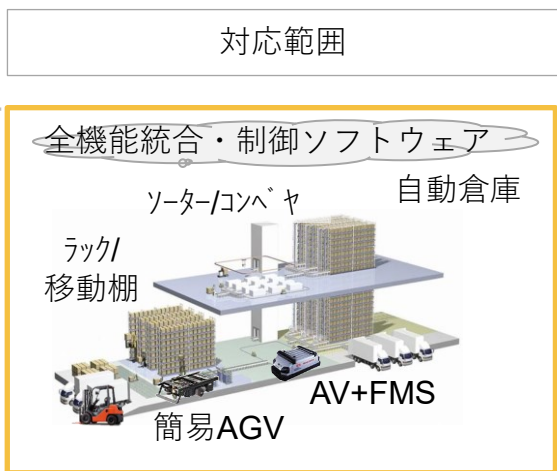 対応範囲
全機能統合・制御ソフトウェア
自動倉庫
ｿｰﾀｰ/ｺﾝﾍﾞﾔ
ﾗｯｸ/
移動棚
AV+FMS
簡易AGV